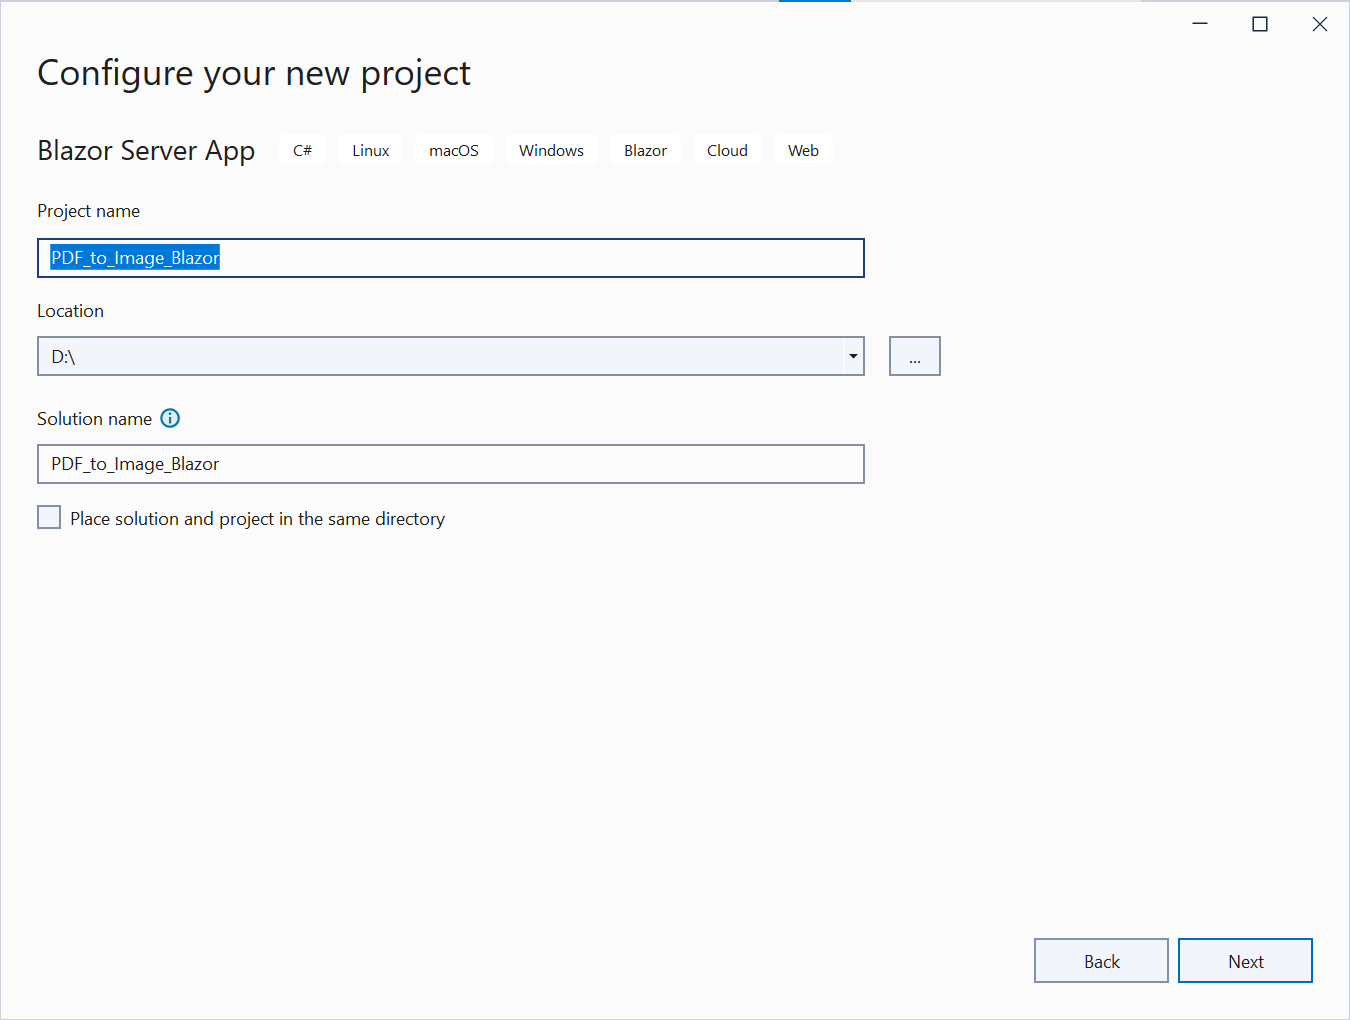 Configure your new project
Blazor Server App C# Linux macOS Windows Blazor Cloud Web
Project name
PDF_to_Image_Blazor
Location
D:\
...
Solution name
PDF_to_Image_Blazor
Place solution and project in the same directory
Back Next